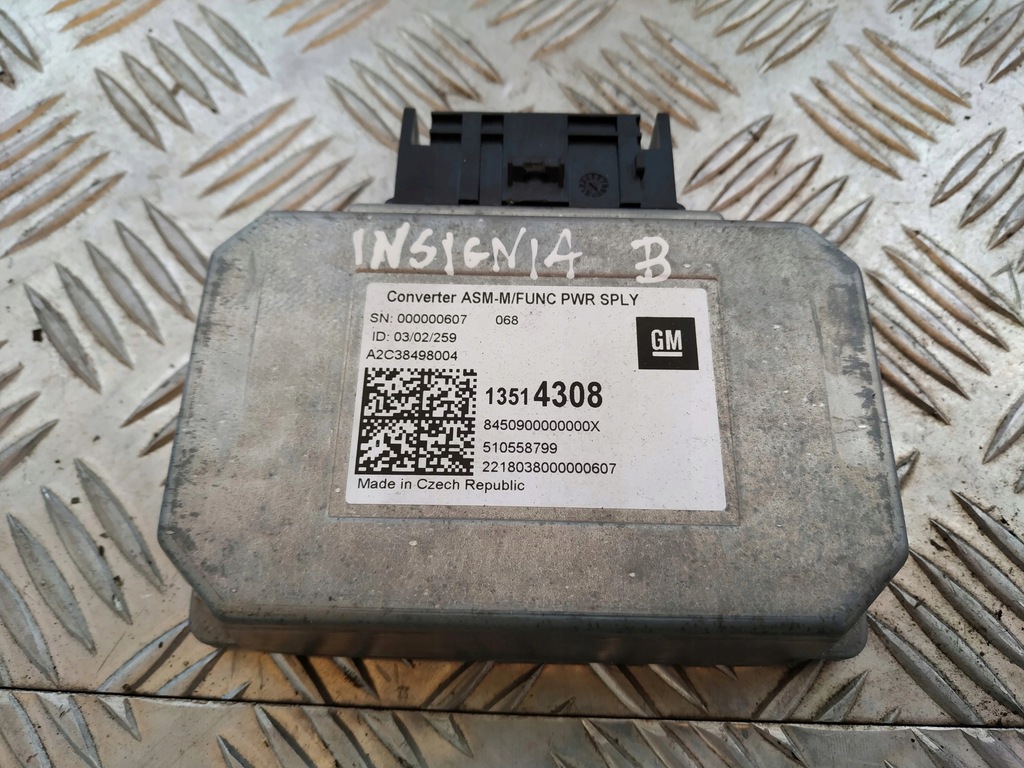 INSIGNIA B
Converter ASM-M/FUNC PWR SPLY
SN: 000000607 068
ID: 03/02/259
A2C38498004
GM
13514308
8450900000000X
510558799
2218038000000607
Made in Czech Republic